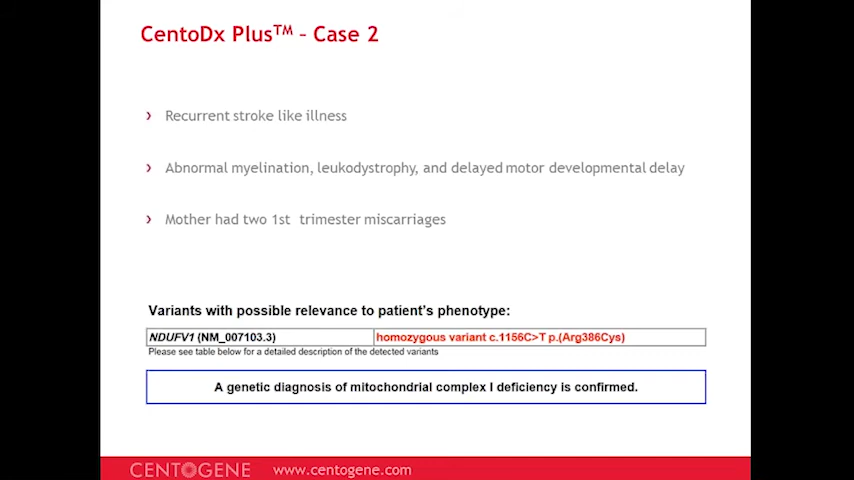 CentoDx Plus™ – Case 2
› Recurrent stroke like illness
› Abnormal myelination, leukodystrophy, and delayed motor developmental delay
› Mother had two 1st trimester miscarriages
Variants with possible relevance to patient's phenotype:
NDUFV1 (NM_007103.3) homozygous variant c.1156C>T p.(Arg386Cys)
Please see table below for a detailed description of the detected variants
A genetic diagnosis of mitochondrial complex I deficiency is confirmed.
CENTOGENE www.centogene.com